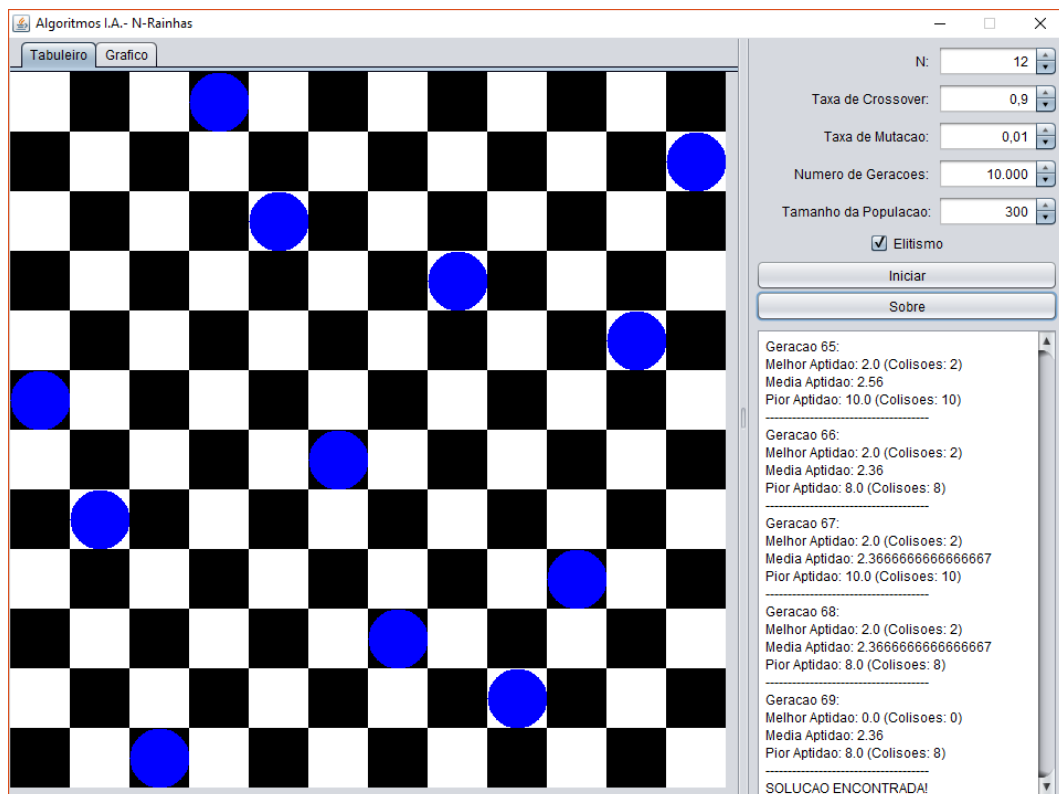 Algoritmos I.A.- N-Rainhas
Tabuleiro
Grafico
N:
12
Taxa de Crossover:
0,9
Taxa de Mutacao:
0,01
Numero de Geracoes:
10.000
Tamanho da Populacao:
300
Elitismo
Iniciar
Sobre
Geracao 65:
Melhor Aptidao: 2.0 (Colisoes: 2)
Media Aptidao: 2.56
Pior Aptidao: 10.0 (Colisoes: 10)
-------------------------------------
Geracao 66:
Melhor Aptidao: 2.0 (Colisoes: 2)
Media Aptidao: 2.36
Pior Aptidao: 8.0 (Colisoes: 8)
-------------------------------------
Geracao 67:
Melhor Aptidao: 2.0 (Colisoes: 2)
Media Aptidao: 2.3666666666666667
Pior Aptidao: 10.0 (Colisoes: 10)
-------------------------------------
Geracao 68:
Melhor Aptidao: 2.0 (Colisoes: 2)
Media Aptidao: 2.3666666666666667
Pior Aptidao: 8.0 (Colisoes: 8)
-------------------------------------
Geracao 69:
Melhor Aptidao: 0.0 (Colisoes: 0)
Media Aptidao: 2.36
Pior Aptidao: 8.0 (Colisoes: 8)
-------------------------------------
SOLUCAO ENCONTRADA!